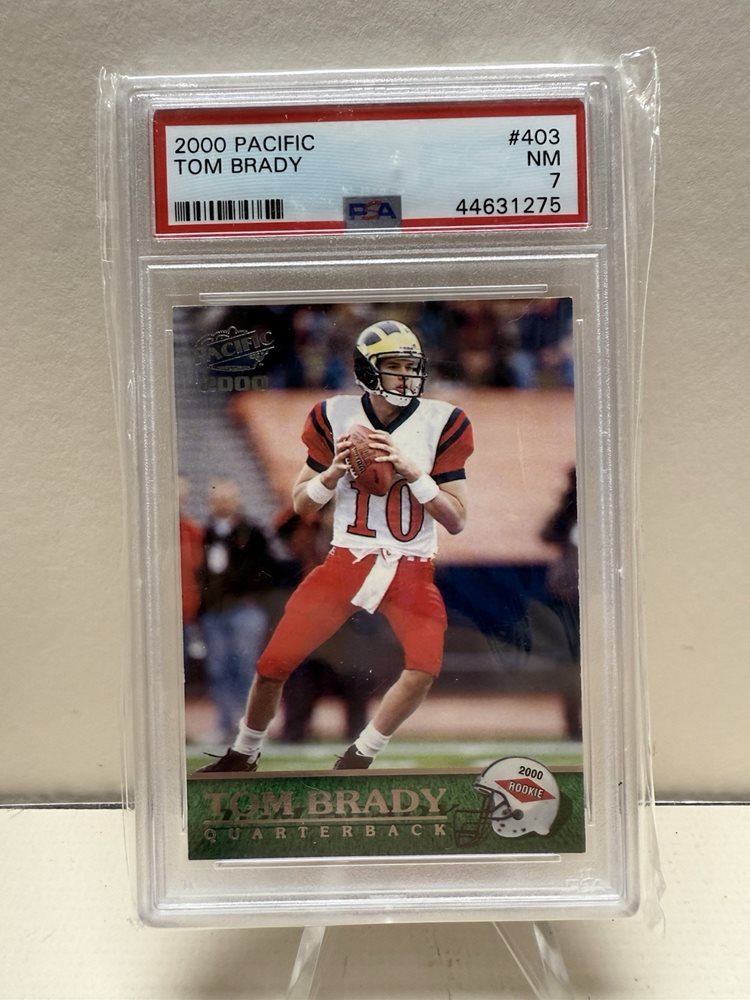 2000 PACIFIC #403
TOM BRADY NM
7
PSA 44631275
PACIFIC
2000
10
TOM BRADY
QUARTERBACK
2000
ROOKIE